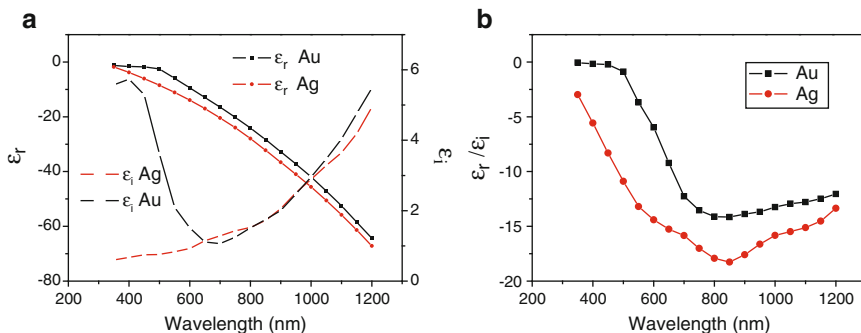 a
0
-20
-40
-60
-80
εr
εr Au
εr Ag
εi Ag
εi Au
6
4
2
0
εi
200 400 600 800 1000 1200
Wavelength (nm)
b
0
-5
-10
-15
-20
εr /εi
Au
Ag
200 400 600 800 1000 1200
Wavelength (nm)